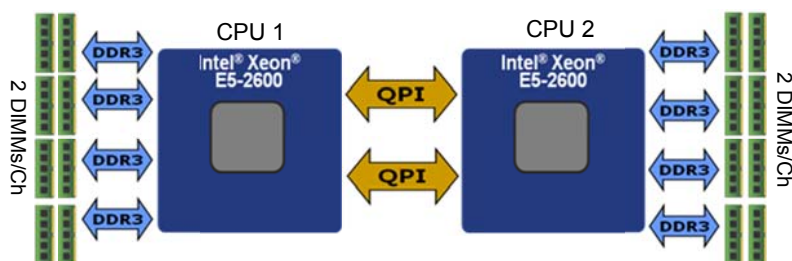 CPU 1
CPU 2
2 DIMMs/Ch
DDR3
DDR3
DDR3
DDR3
Intel® Xeon®
E5-2600
QPI
QPI
Intel® Xeon®
E5-2600
DDR3
DDR3
DDR3
DDR3
2 DIMMs/Ch